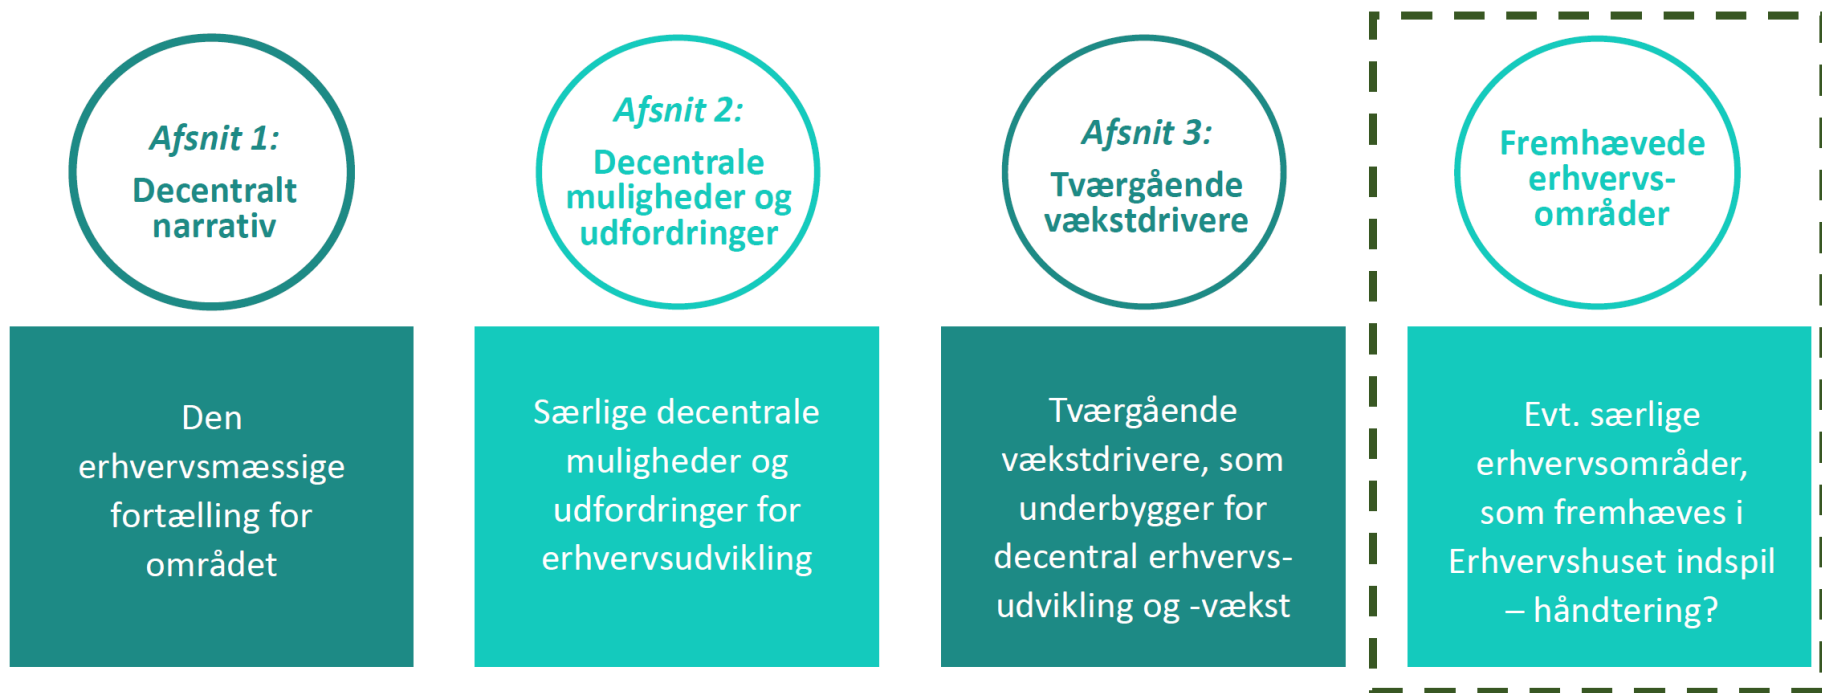 Afsnit 1:
Decentralt
narrativ
Den
erhvervsmæssige
fortælling for
området
Afsnit 2:
Decentrale
muligheder og
udfordringer
Særlige decentrale
muligheder og
udfordringer for
erhvervsudvikling
Afsnit 3:
Tværgående
vækstdrivere
Tværgående
vækstdrivere, som
underbygger for
decentral erhvervs-
udvikling og -vækst
Fremhævede
erhvervs-
områder
Evt. særlige
erhvervsområder,
som fremhæves i
Erhvervshuset indspil
– håndtering?